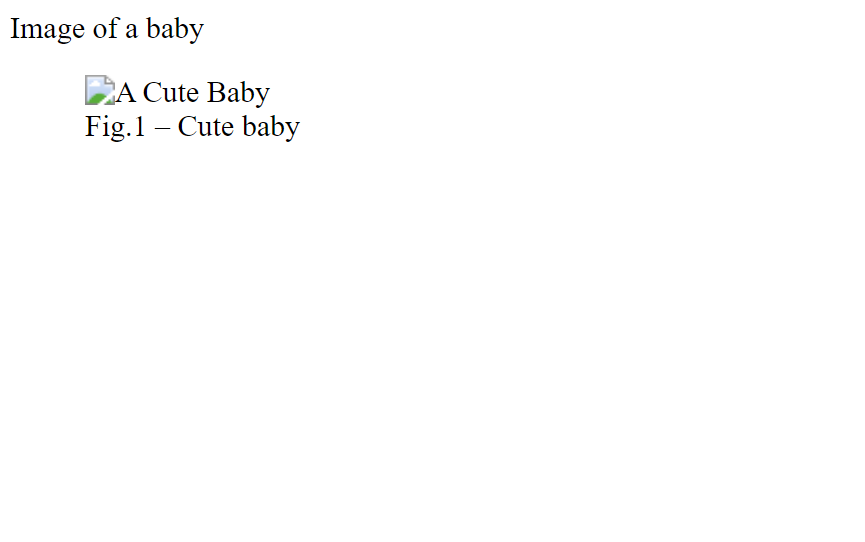 Image of a baby
A Cute Baby
Fig.1 – Cute baby